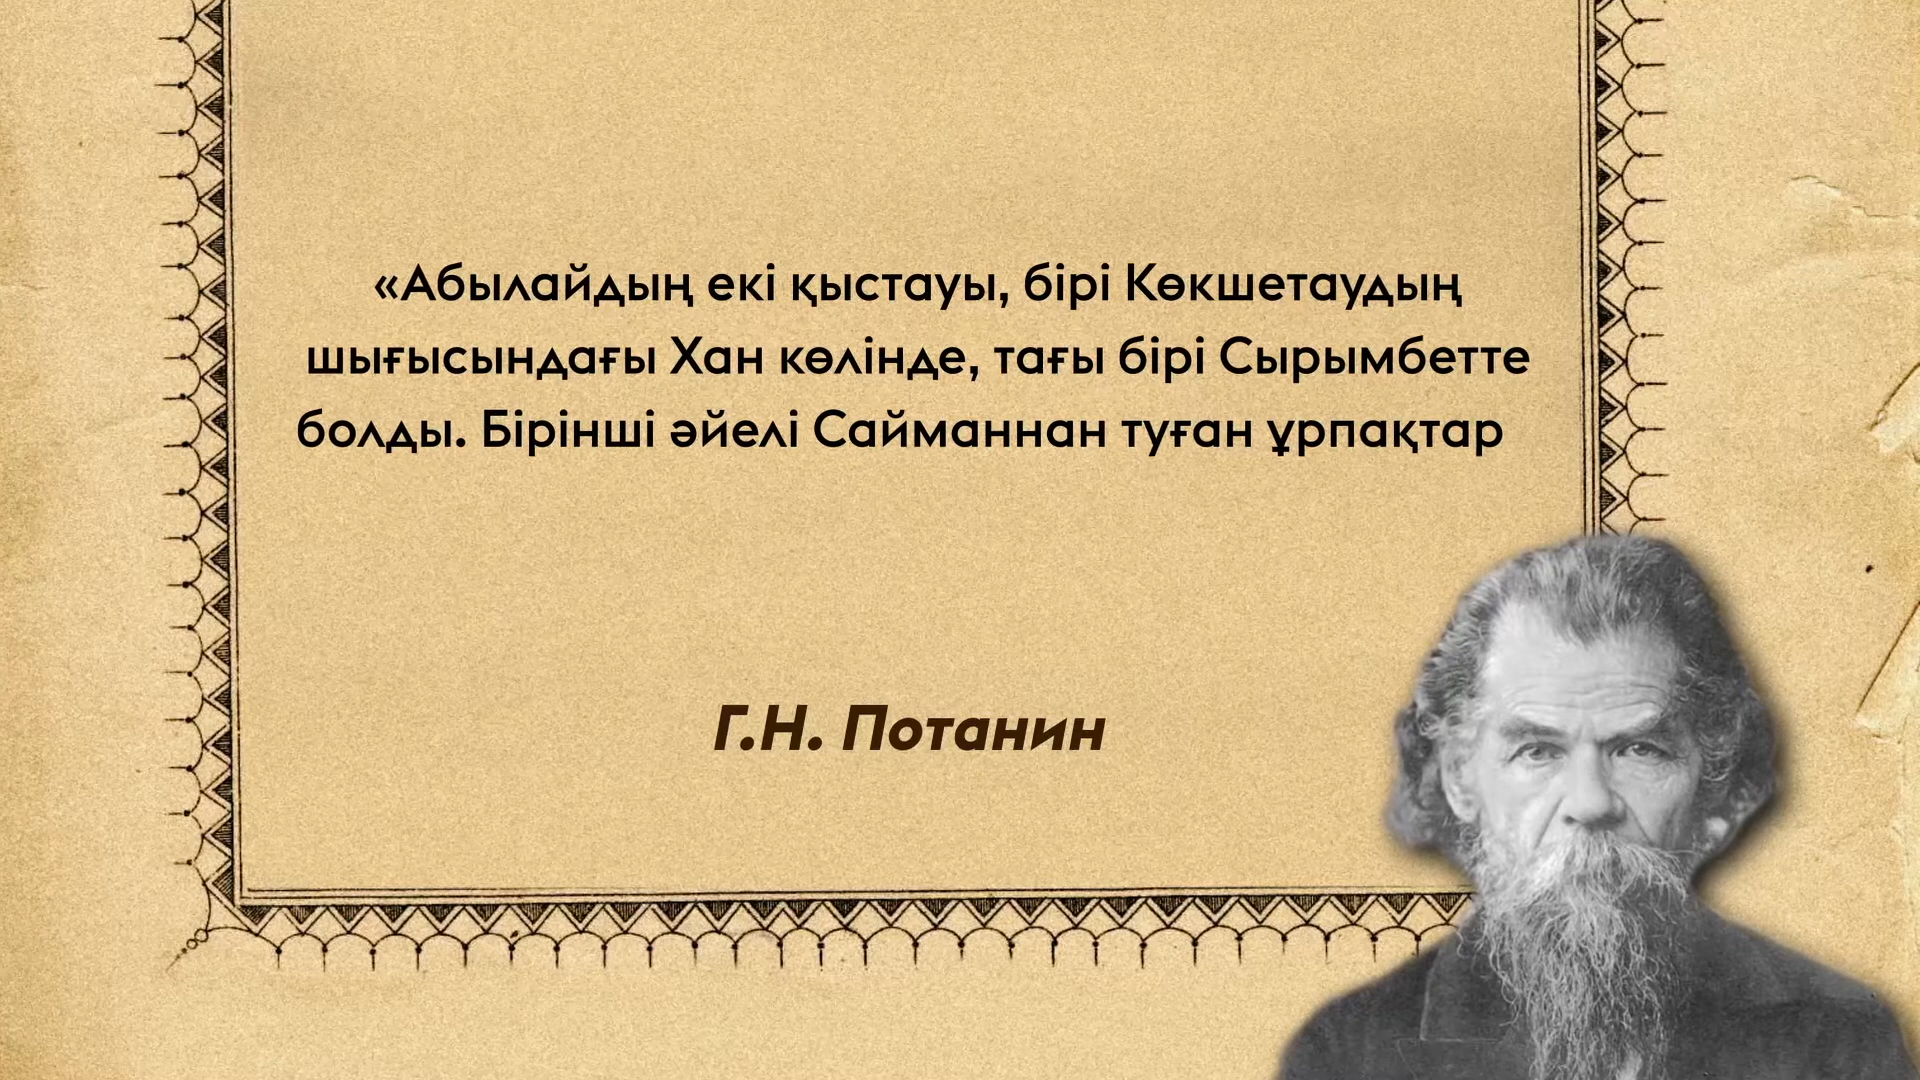 «Абылайдың екі қыстауы, бірі Көкшетаудың
шығысындағы Хан көлінде, тағы бірі Сырымбетте
болды. Бірінші әйелі Сайманнан туған ұрпақтар
Г.Н. Потанин